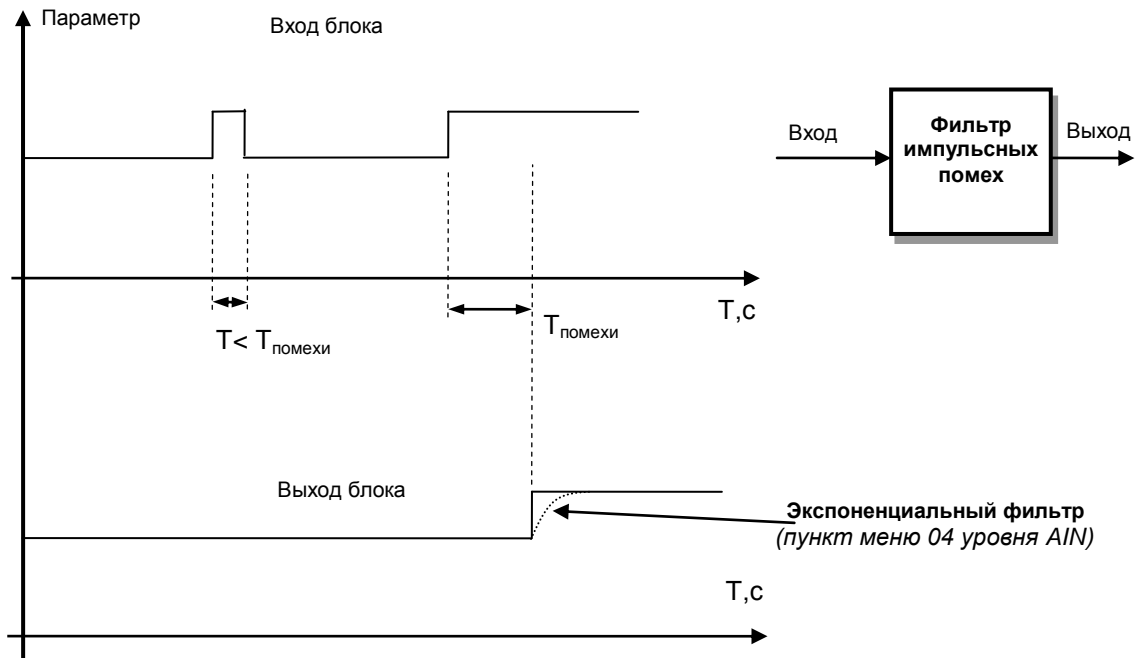 Параметр
Вход блока
Вход
Фильтр
импульсных
помех
Выход
T,c
T< Tпомехи
Tпомехи
Выход блока
Экспоненциальный фильтр
(пункт меню 04 уровня AIN)
T,c